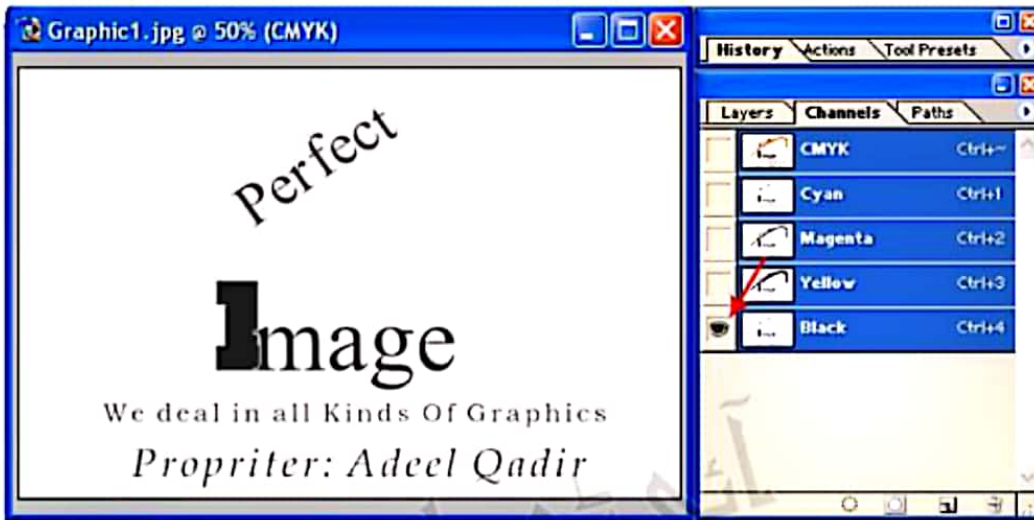 Graphic1.jpg @ 50% (CMYK)
Perfect
Image
We deal in all Kinds Of Graphics
Propriter: Adeel Qadir
History Actions Tool Presets
Layers Channels Paths
CMYK Ctrl+~
Cyan Ctrl+1
Magenta Ctrl+2
Yellow Ctrl+3
Black Ctrl+4